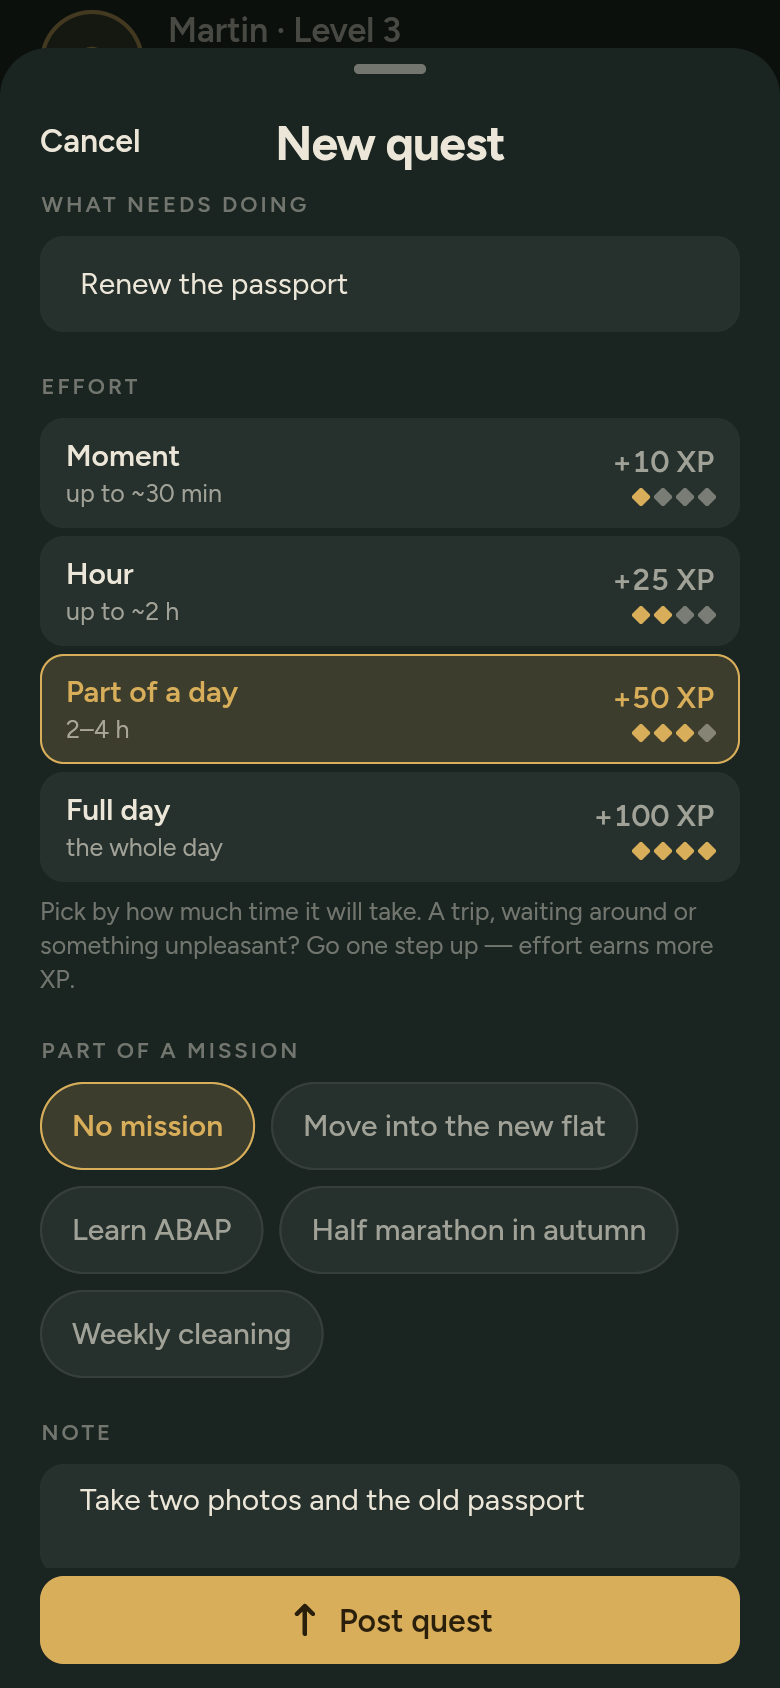 Martin · Level 3
Cancel
New quest
WHAT NEEDS DOING
Renew the passport
EFFORT
Moment
up to ~30 min
+10 XP
Hour
up to ~2 h
+25 XP
Part of a day
2–4 h
+50 XP
Full day
the whole day
+100 XP
Pick by how much time it will take. A trip, waiting around or
something unpleasant? Go one step up — effort earns more
XP.
PART OF A MISSION
No mission
Move into the new flat
Learn ABAP
Half marathon in autumn
Weekly cleaning
NOTE
Take two photos and the old passport
↑ Post quest